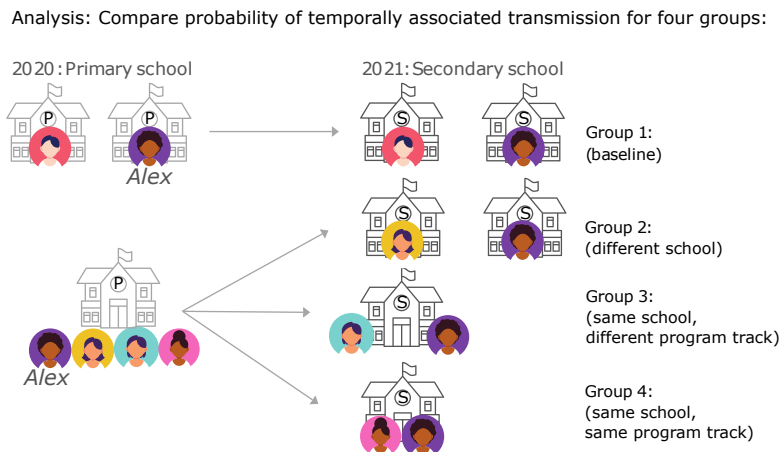 Analysis: Compare probability of temporally associated transmission for four groups:
2020: Primary school
2021: Secondary school
P
P
S
S
Group 1:
(baseline)
Alex
S
S
Group 2:
(different school)
P
S
Group 3:
(same school,
different program track)
Alex
S
Group 4:
(same school,
same program track)